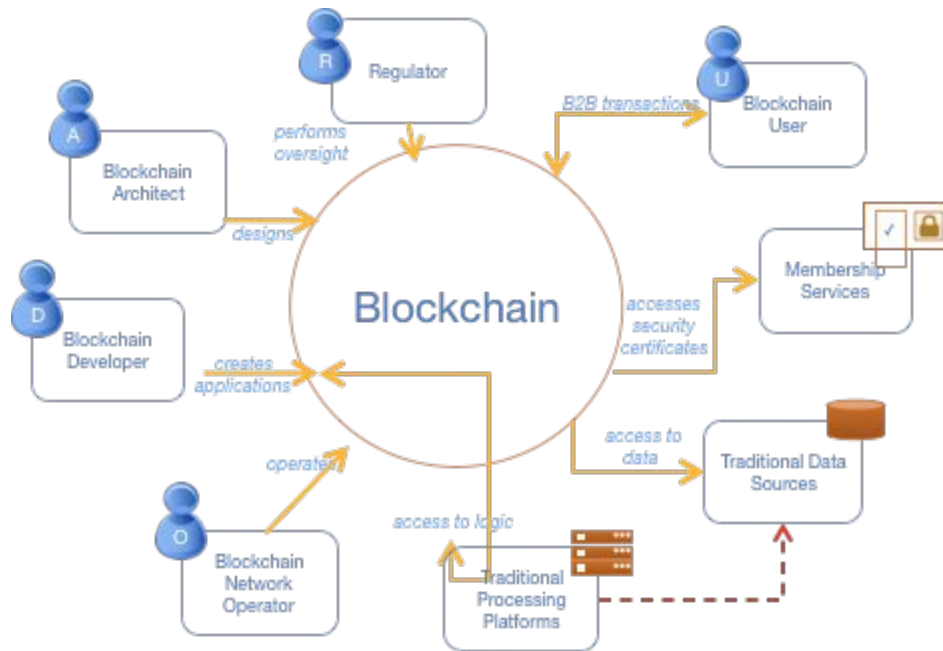 R
Regulator
performs
oversight
A
Blockchain
Architect
designs
U
Blockchain
User
B2B transactions
✓
Membership
Services
accesses
security
certificates
Blockchain
D
Blockchain
Developer
creates
applications
operates
O
Blockchain
Network
Operator
access to logic
Traditional
Processing
Platforms
access to
data
Traditional Data
Sources